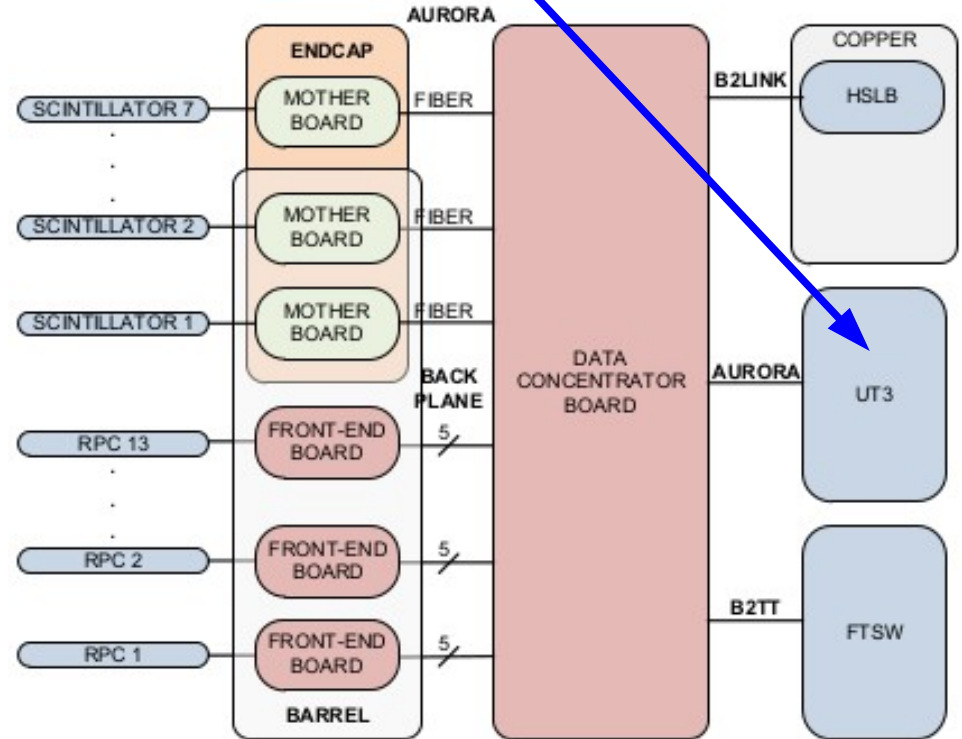 AURORA
ENDCAP
COPPER
SCINTILLATOR 7
MOTHER
BOARD
FIBER
B2LINK
HSLB
.
.
.
SCINTILLATOR 2
MOTHER
BOARD
FIBER
SCINTILLATOR 1
MOTHER
BOARD
FIBER
DATA
CONCENTRATOR
BOARD
AURORA
UT3
BACK
PLANE
RPC 13
FRONT-END
BOARD
5
.
.
.
RPC 2
FRONT-END
BOARD
5
B2TT
FTSW
RPC 1
FRONT-END
BOARD
5
BARREL